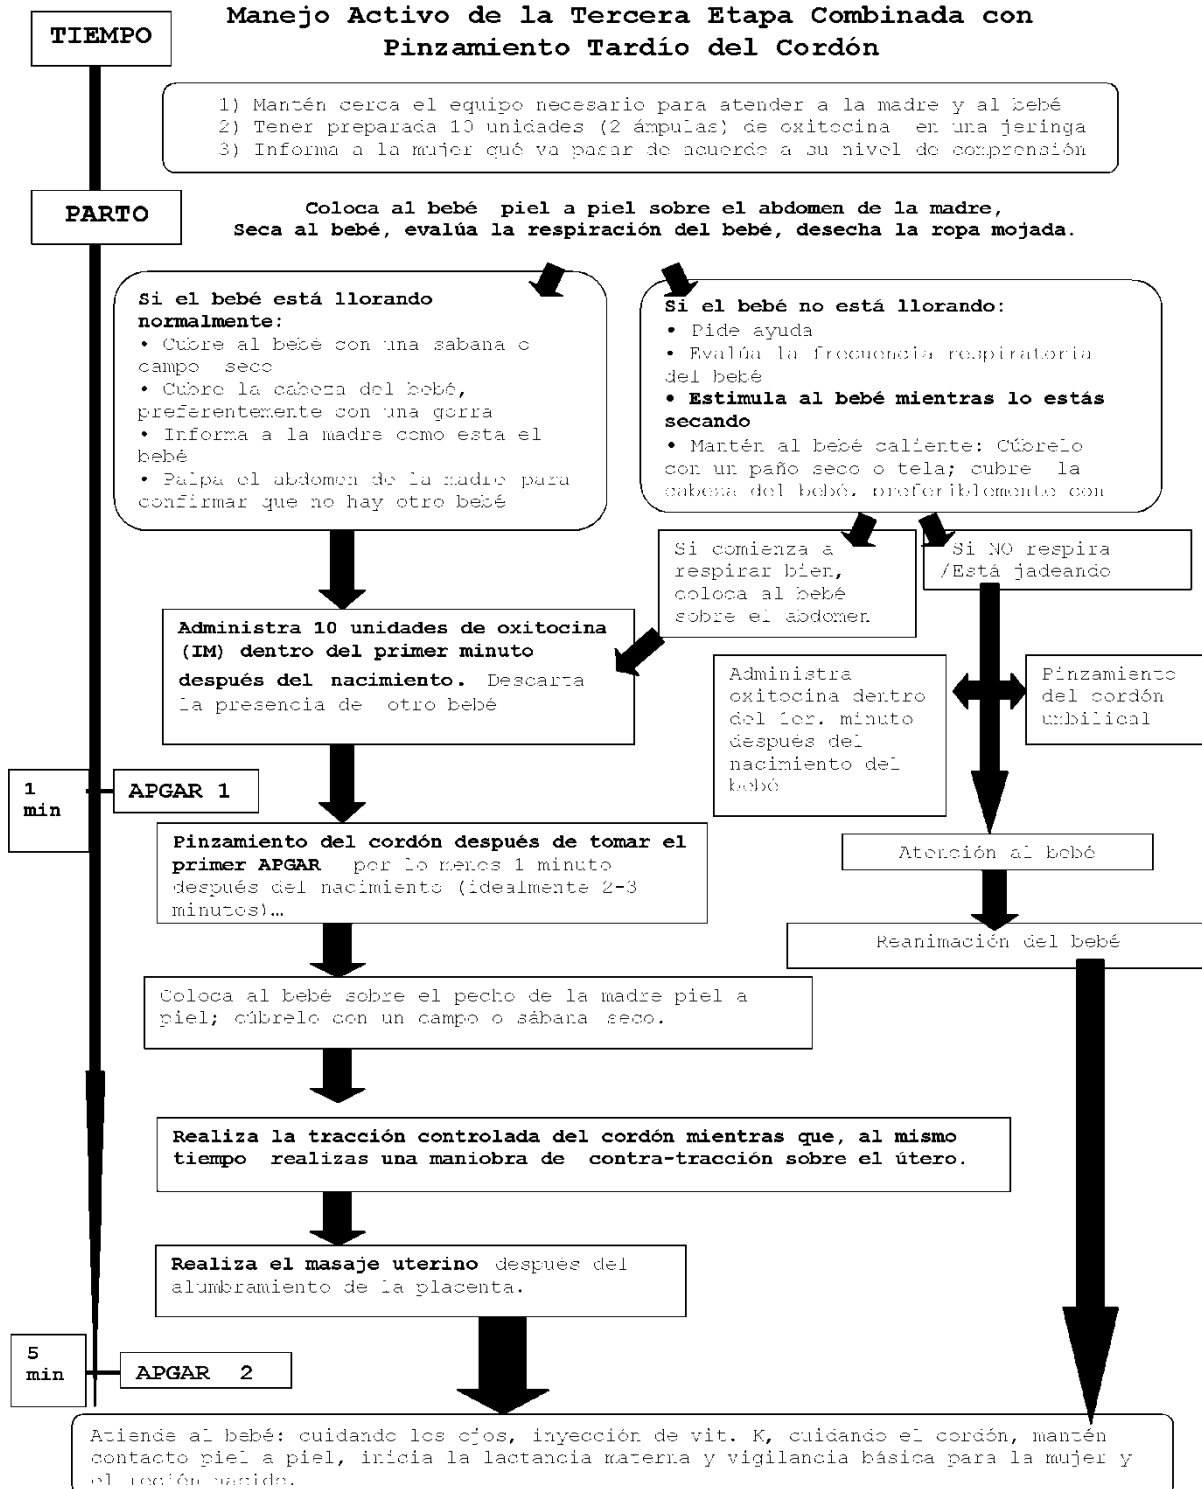 TIEMPO
Manejo Activo de la Tercera Etapa Combinada con
Pinzamiento Tardío del Cordón
1) Mantén cerca el equipo necesario para atender a la madre y al bebé
2) Tener preparada 10 unidades (2 ámpulas) de oxitocina en una jeringa
3) Informa a la mujer qué va pasar de acuerdo a su nivel de comprensión
PARTO
Coloca al bebé piel a piel sobre el abdomen de la madre,
Seca al bebé, evalúa la respiración del bebé, desecha la ropa mojada.
Si el bebé está llorando
normalmente:
• Cubre al bebé con una sabana o
campo seco
• Cubre la cabeza del bebé,
preferentemente con una gorra
• Informa a la madre como esta el
bebé
• Palpa el abdomen de la madre para
confirmar que no hay otro bebé
Si el bebé no está llorando:
• Pide ayuda
• Evalúa la frecuencia respiratoria
del bebé
• Estimula al bebé mientras lo estás
secando
• Mantén al bebé caliente: Cúbrelo
con un paño seco o tela; cubre la
cabeza del bebé, preferiblemente con
Si comienza a
respirar bien,
coloca al bebé
sobre el abdomen
Si NO respira
/Está jadeando
Administra 10 unidades de oxitocina
(IM) dentro del primer minuto
después del nacimiento. Descarta
la presencia de otro bebé
Administra
oxitocina dentro
del 1er. minuto
después del
nacimiento del
bebé
Pinzamiento
del cordón
umbilical
1
min
APGAR 1
Pinzamiento del cordón después de tomar el
primer APGAR por lo menos 1 minuto
después del nacimiento (idealmente 2-3
minutos)…
Atención al bebé
Reanimación del bebé
Coloca al bebé sobre el pecho de la madre piel a
piel; cúbrelo con un campo o sábana seco.
Realiza la tracción controlada del cordón mientras que, al mismo
tiempo realizas una maniobra de contra-tracción sobre el útero.
Realiza el masaje uterino después del
alumbramiento de la placenta.
5
min
APGAR 2
Atiende al bebé: cuidando los ojos, inyección de vit. K, cuidando el cordón, mantén
contacto piel a piel, inicia la lactancia materna y vigilancia básica para la mujer y
el recién nacido.